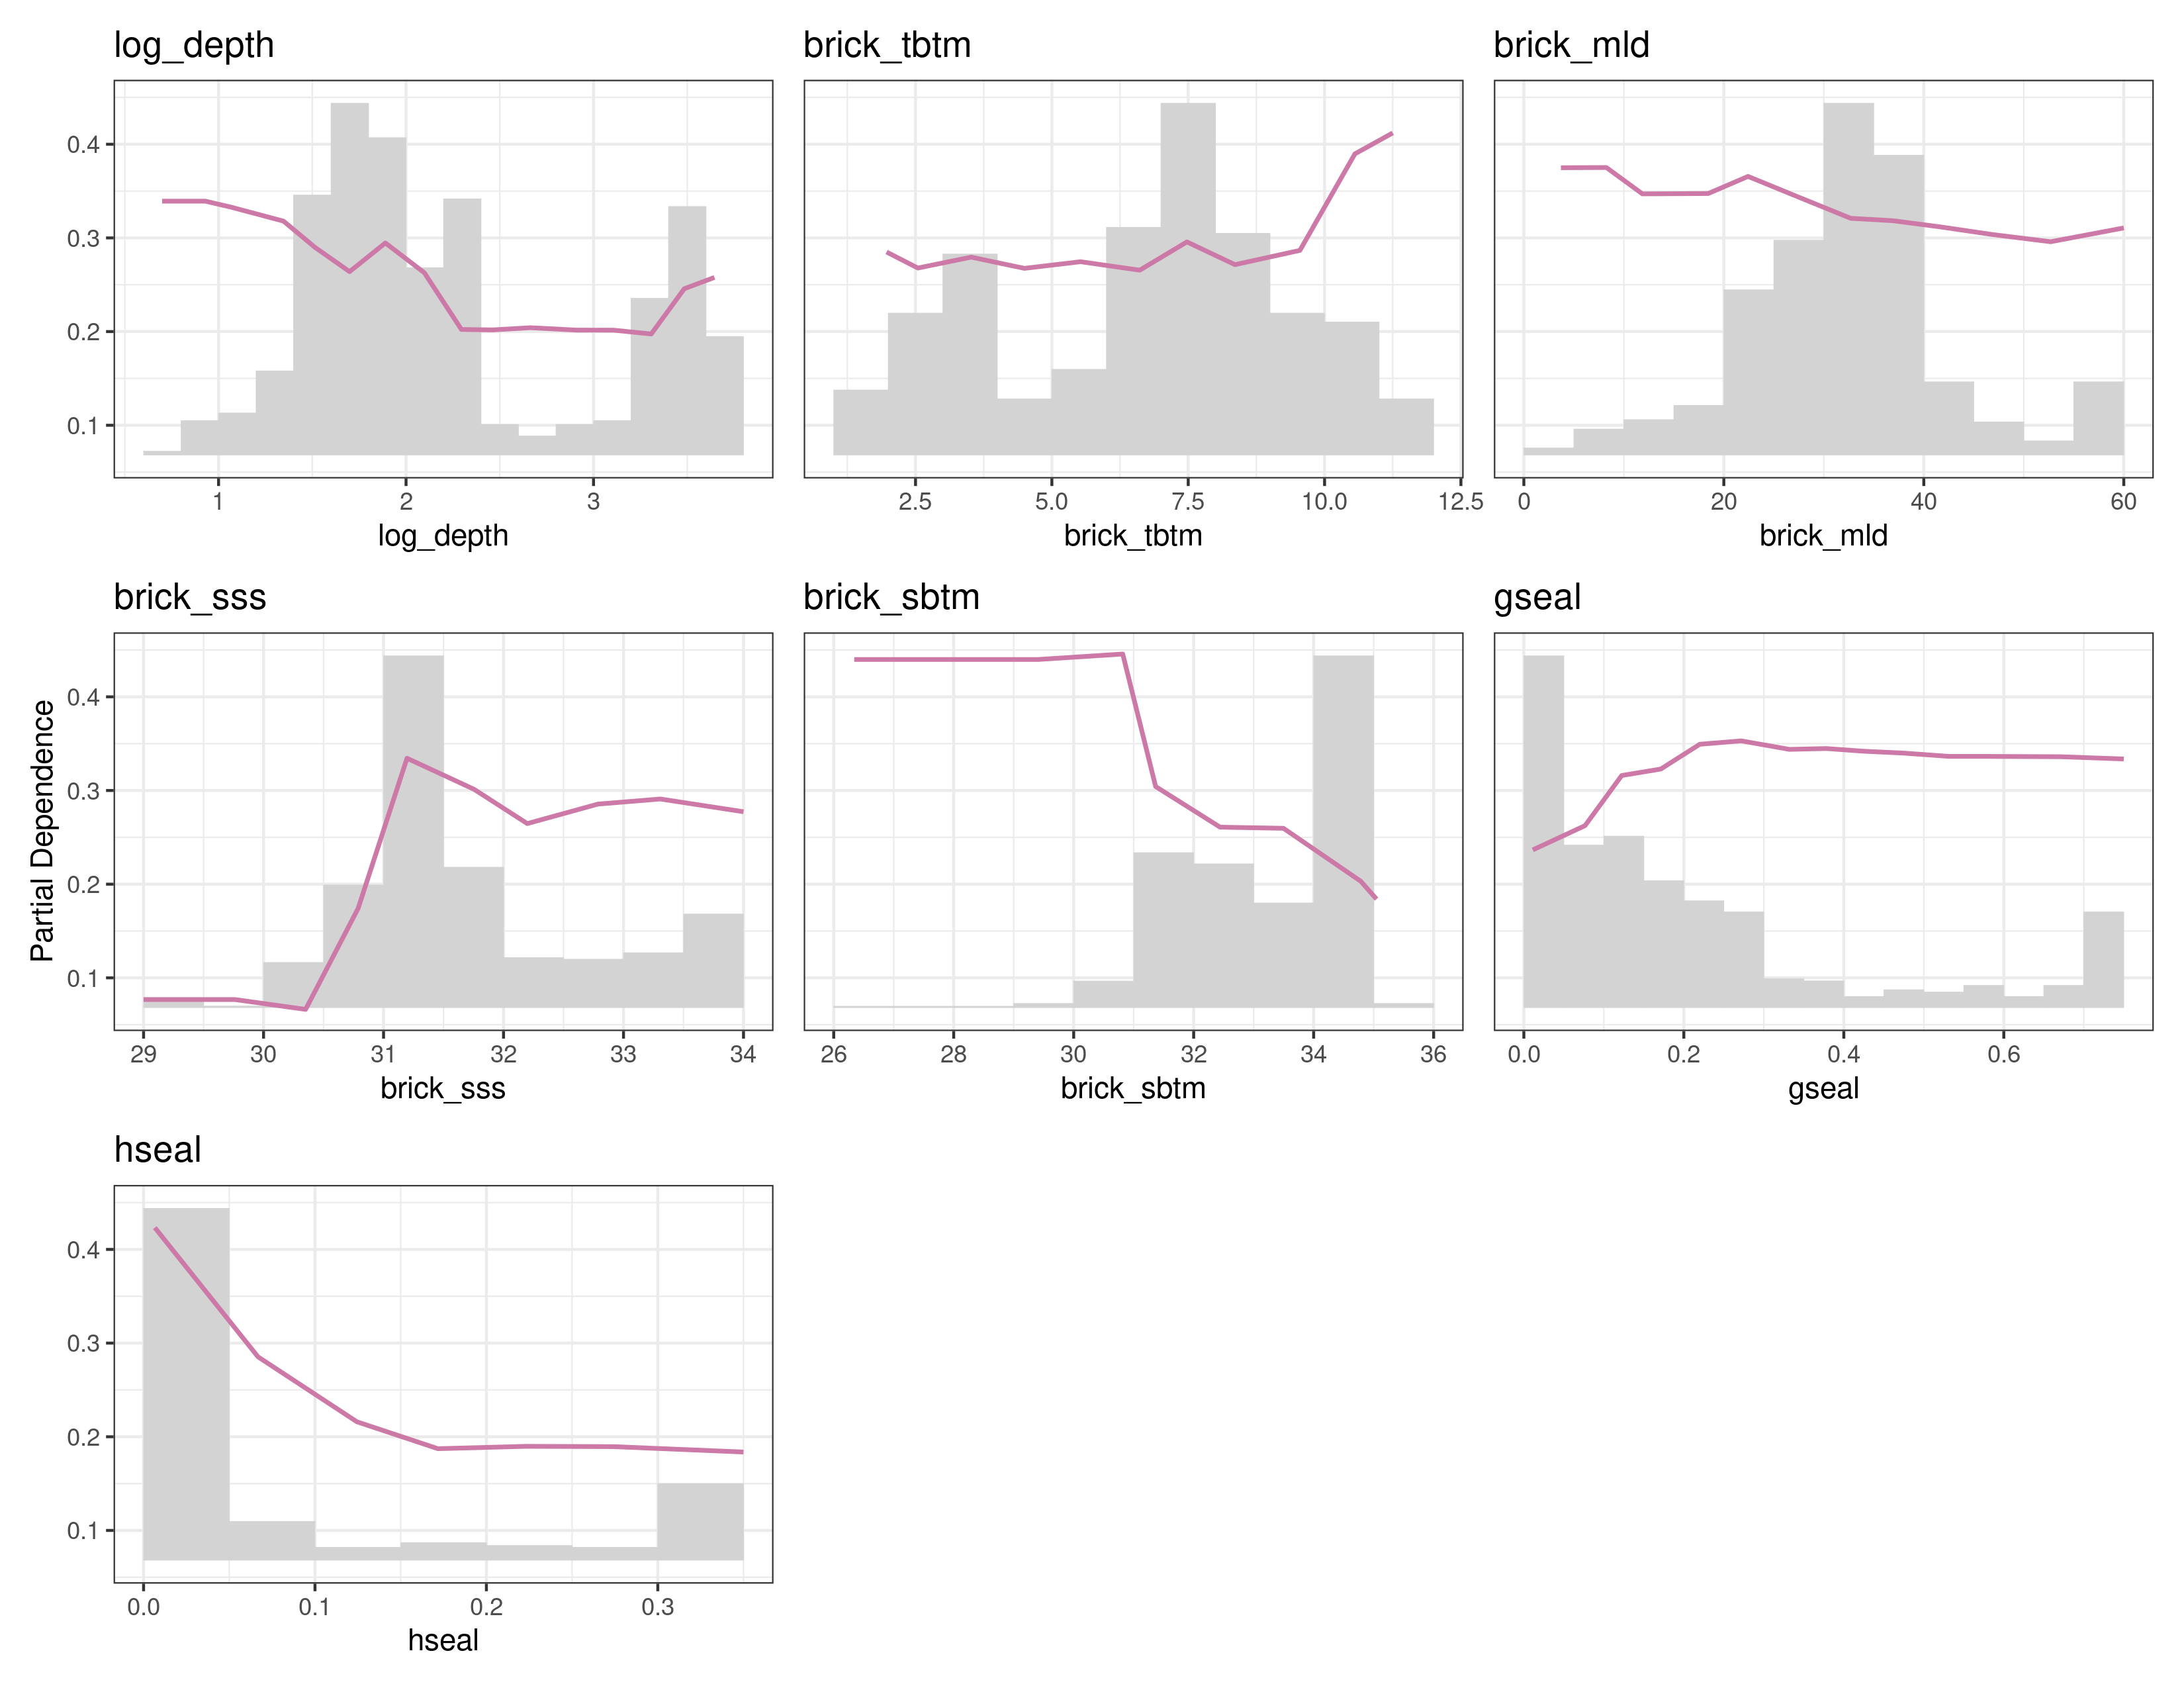 log_depth
brick_tbtm
brick_mld
0.4
0.3
0.2
0.1
1 2 3
2.5 5.0 7.5 10.0 12.5
0 20 40 60
log_depth
brick_tbtm
brick_mld
brick_sss
brick_sbtm
gseal
Partial Dependence
0.4
0.3
0.2
0.1
29 30 31 32 33 34
26 28 30 32 34 36
0.0 0.2 0.4 0.6
brick_sss
brick_sbtm
gseal
hseal
0.4
0.3
0.2
0.1
0.0 0.1 0.2 0.3
hseal